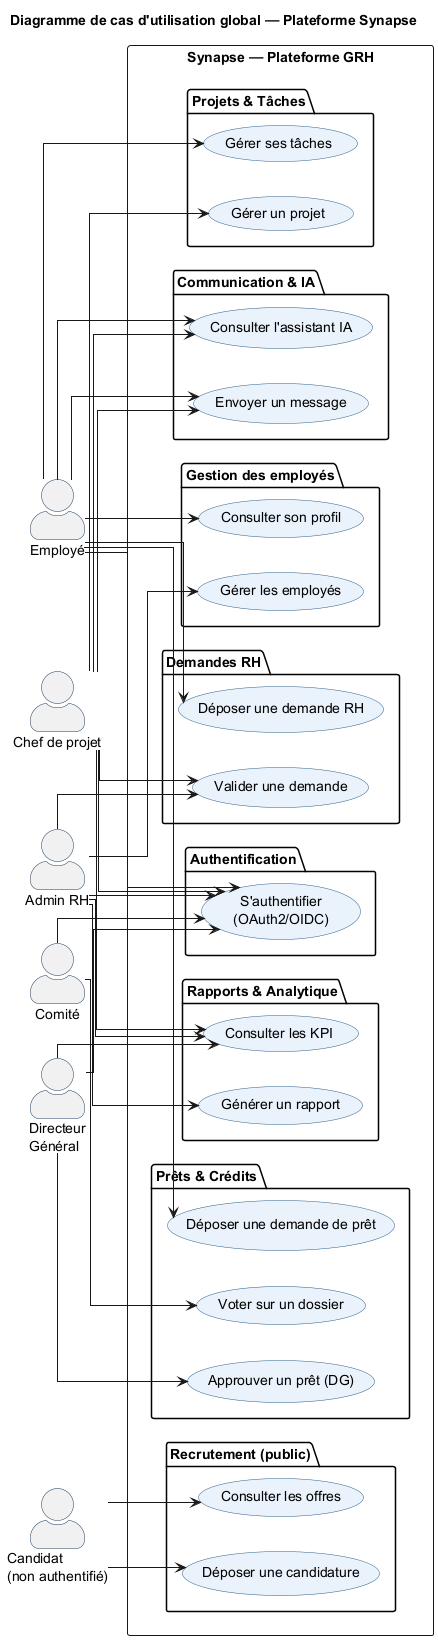 Diagramme de cas d'utilisation global — Plateforme Synapse
Synapse — Plateforme GRH
Projets & Tâches
Gérer ses tâches
Gérer un projet
Communication & IA
Consulter l'assistant IA
Envoyer un message
Gestion des employés
Consulter son profil
Employé
Gérer les employés
Demandes RH
Déposer une demande RH
Chef de projet
Valider une demande
Authentification
Admin RH
S'authentifier
(OAuth2/OIDC)
Rapports & Analytique
Comité
Consulter les KPI
Générer un rapport
Directeur
Général
Prêts & Crédits
Déposer une demande de prêt
Voter sur un dossier
Approuver un prêt (DG)
Recrutement (public)
Consulter les offres
Candidat
(non authentifié)
Déposer une candidature